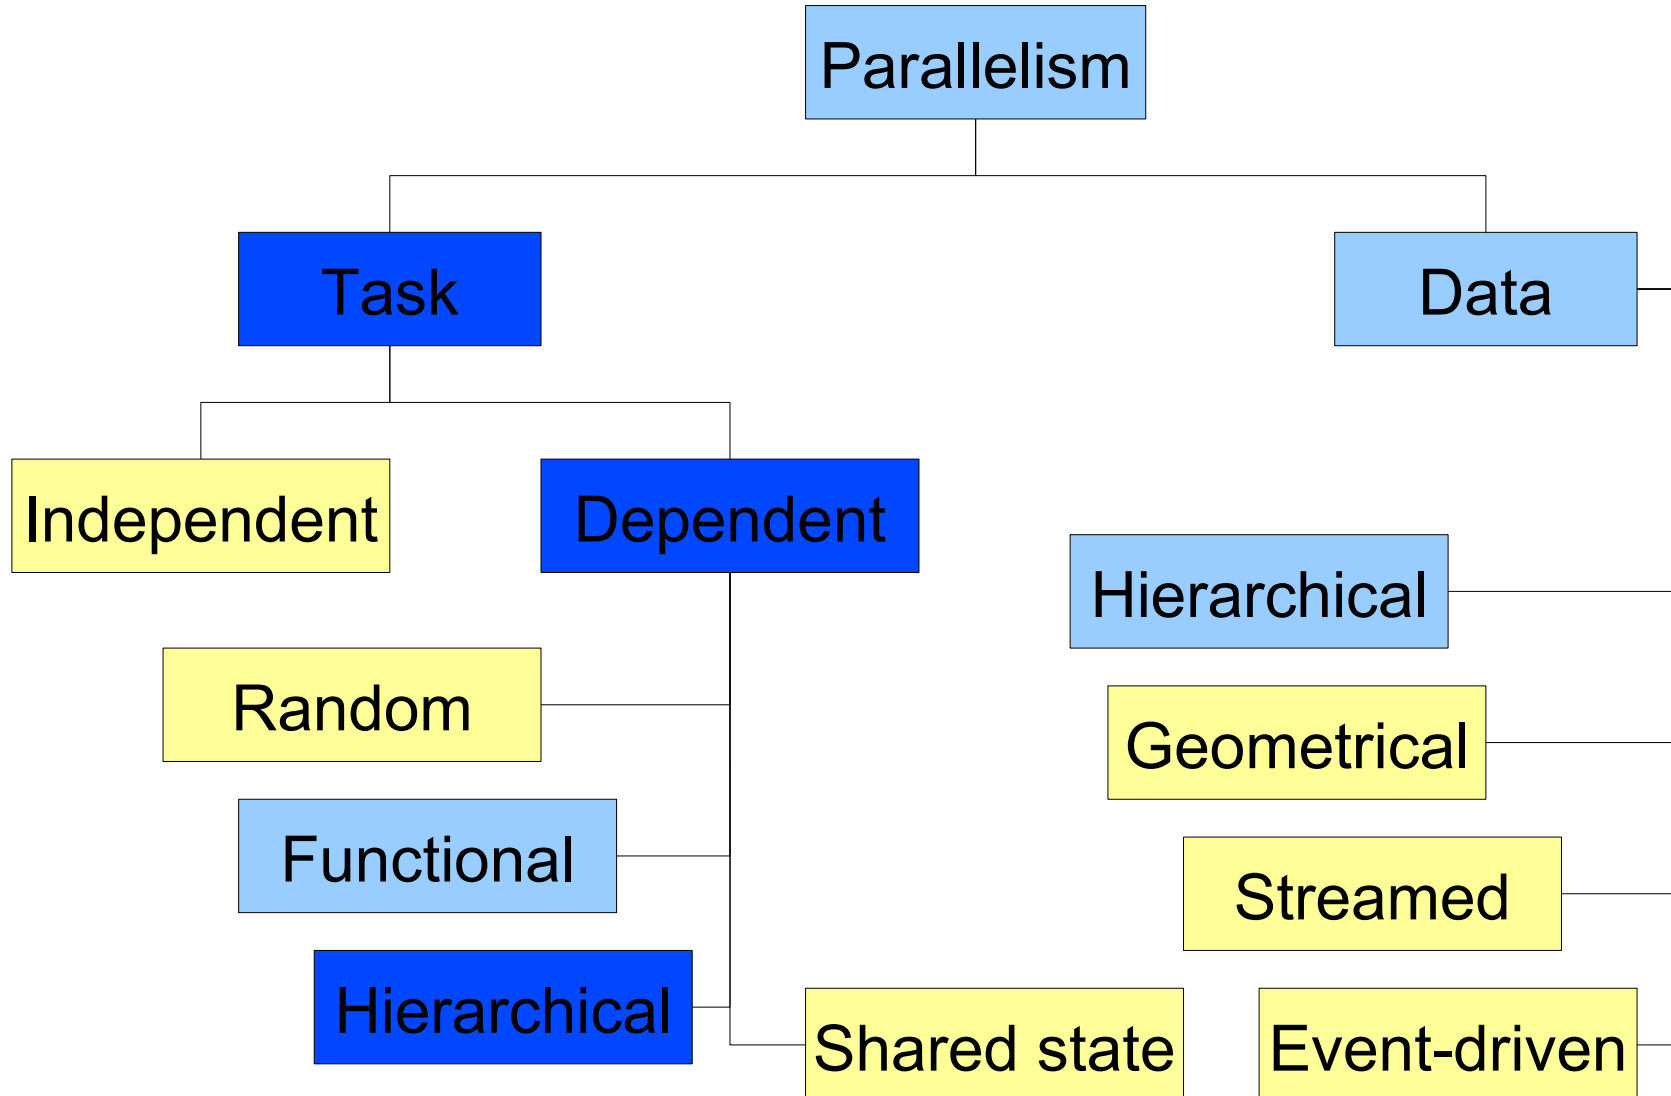 Parallelism
Task
Data
Independent
Dependent
Hierarchical
Random
Geometrical
Functional
Streamed
Hierarchical
Shared state
Event-driven